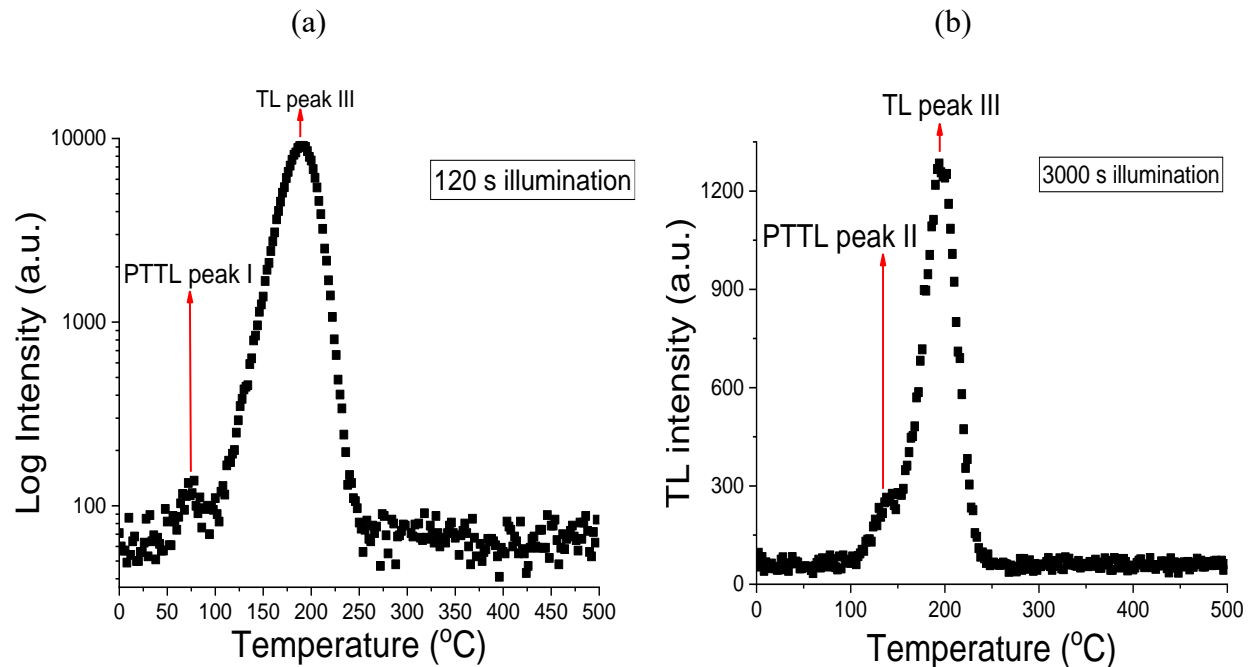 (a)
TL peak III
120 s illumination
PTTL peak I
Log Intensity (a.u.)
10000
1000
100
0 50 100 150 200 250 300 350 400 450 500
Temperature (°C)
(b)
TL peak III
3000 s illumination
PTTL peak II
TL intensity (a.u.)
1200
900
600
300
0
0 100 200 300 400 500
Temperature (°C)